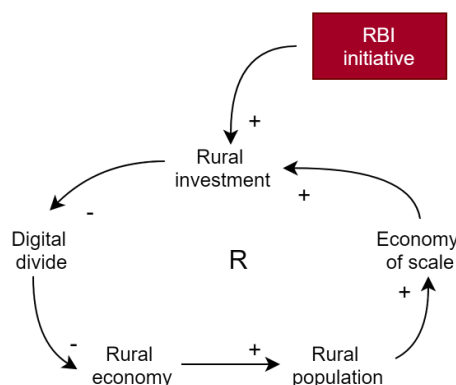 RBI
initiative
+
Rural
investment
+
-
Digital
divide
R
Economy
of scale
+
-
Rural
economy
+
Rural
population